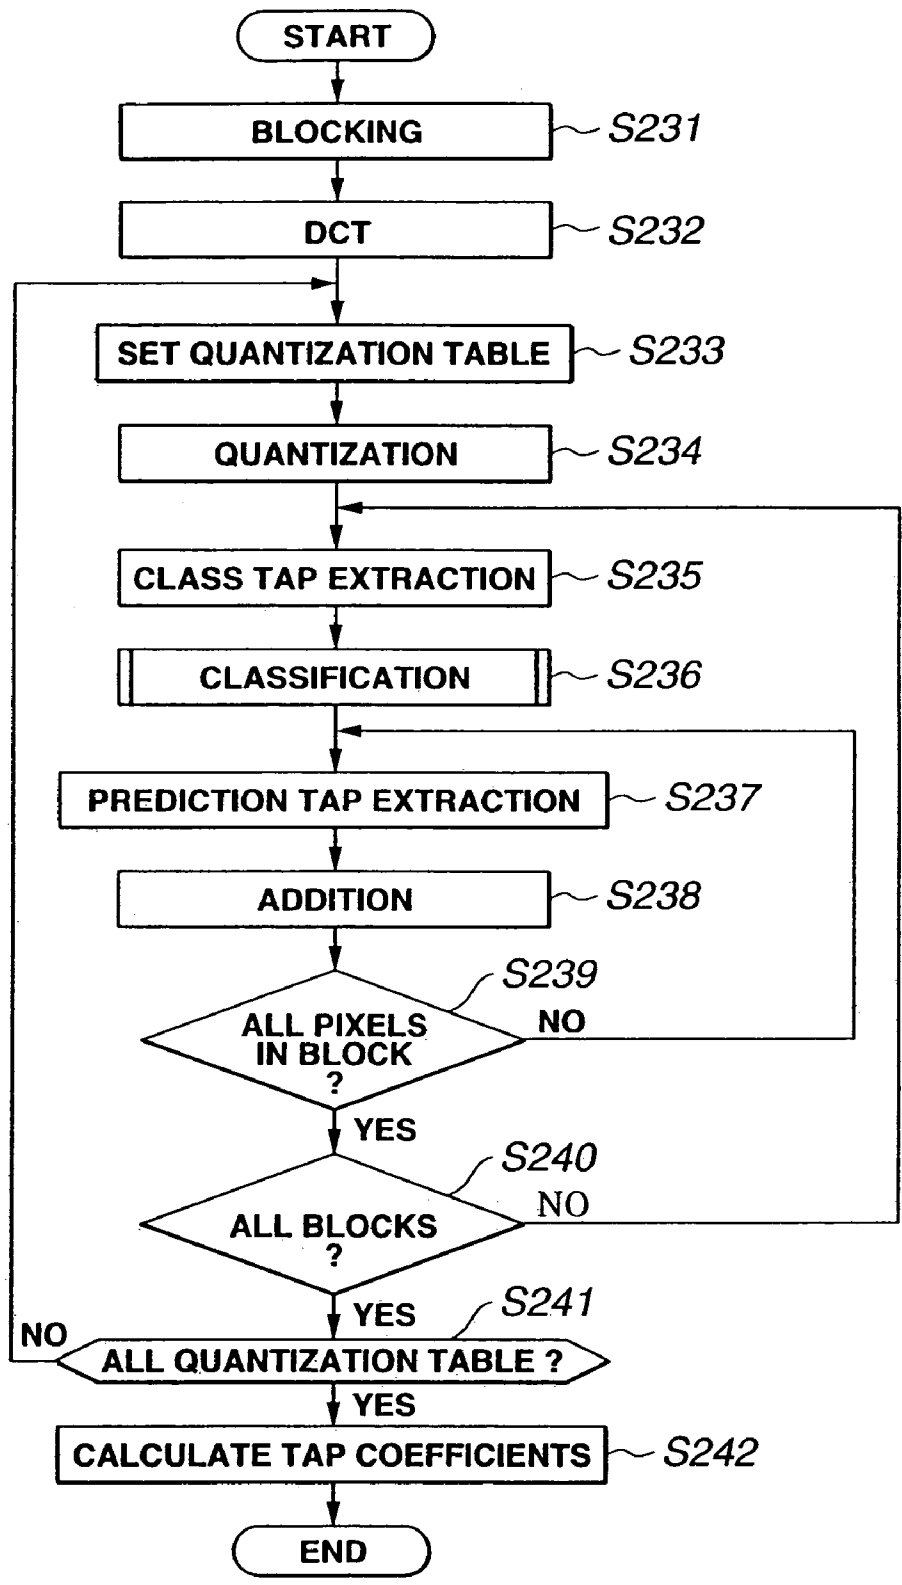 START
BLOCKING
S231
DCT
S232
SET QUANTIZATION TABLE
S233
QUANTIZATION
S234
CLASS TAP EXTRACTION
S235
CLASSIFICATION
S236
PREDICTION TAP EXTRACTION
S237
ADDITION
S238
S239
ALL PIXELS
IN BLOCK
?
NO
YES
S240
ALL BLOCKS
?
NO
YES
S241
NO
ALL QUANTIZATION TABLE ?
YES
CALCULATE TAP COEFFICIENTS
S242
END